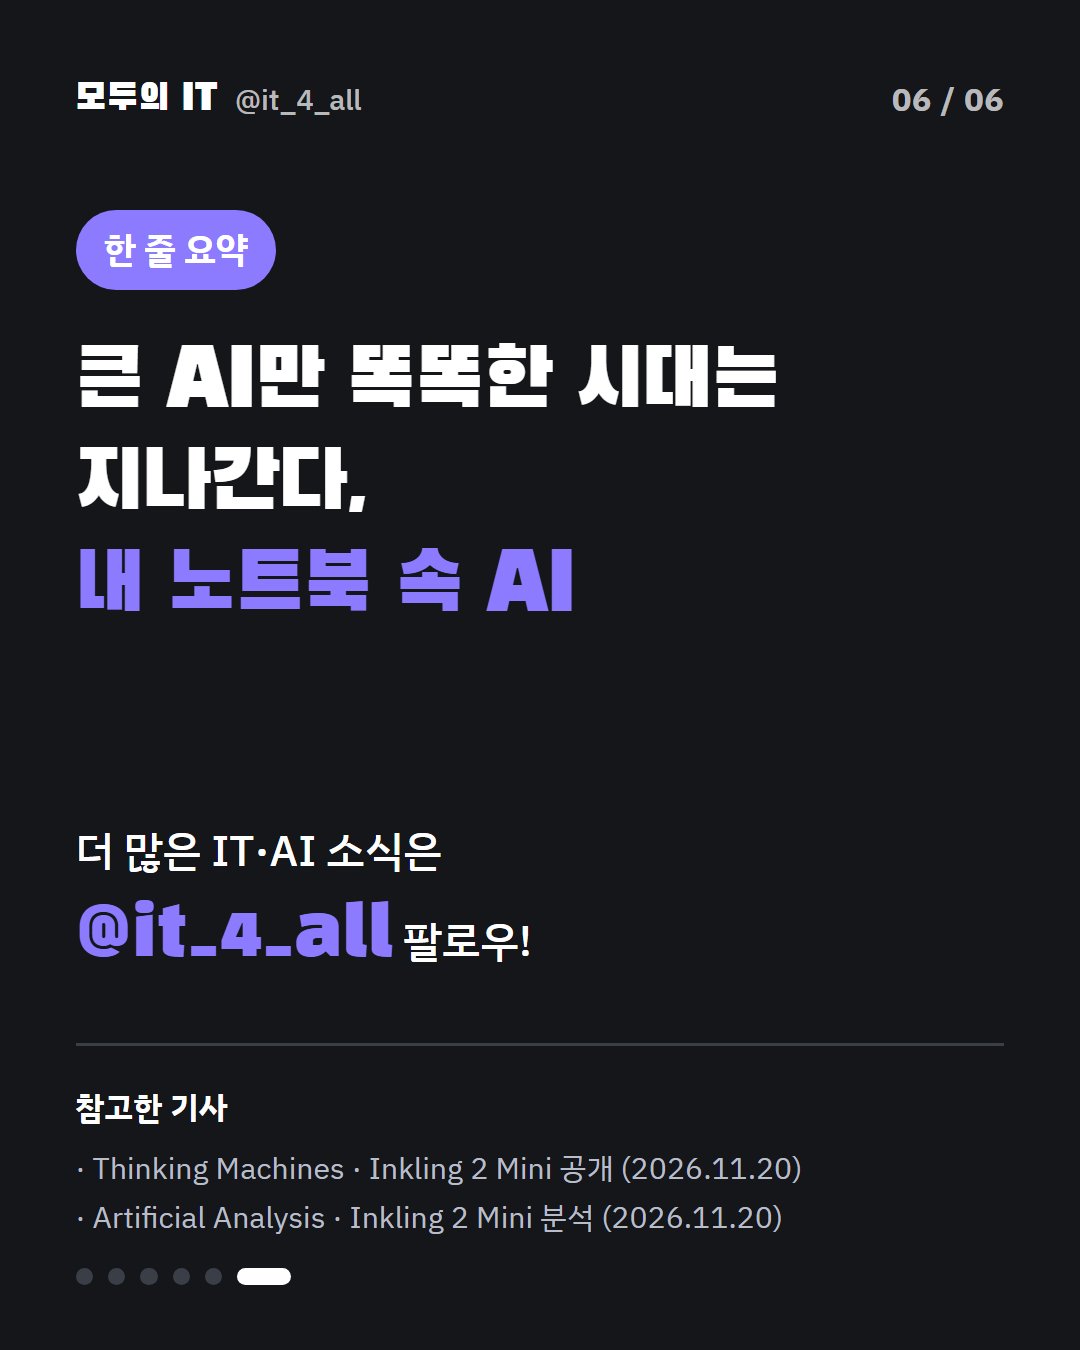 모두의 IT @it_4_all
06 / 06
한 줄 요약
큰 AI만 똑똑한 시대는
지나간다,
내 노트북 속 AI
더 많은 IT·AI 소식은
@it_4_all 팔로우!
참고한 기사
· Thinking Machines · Inkling 2 Mini 공개 (2026.11.20)
· Artificial Analysis · Inkling 2 Mini 분석 (2026.11.20)